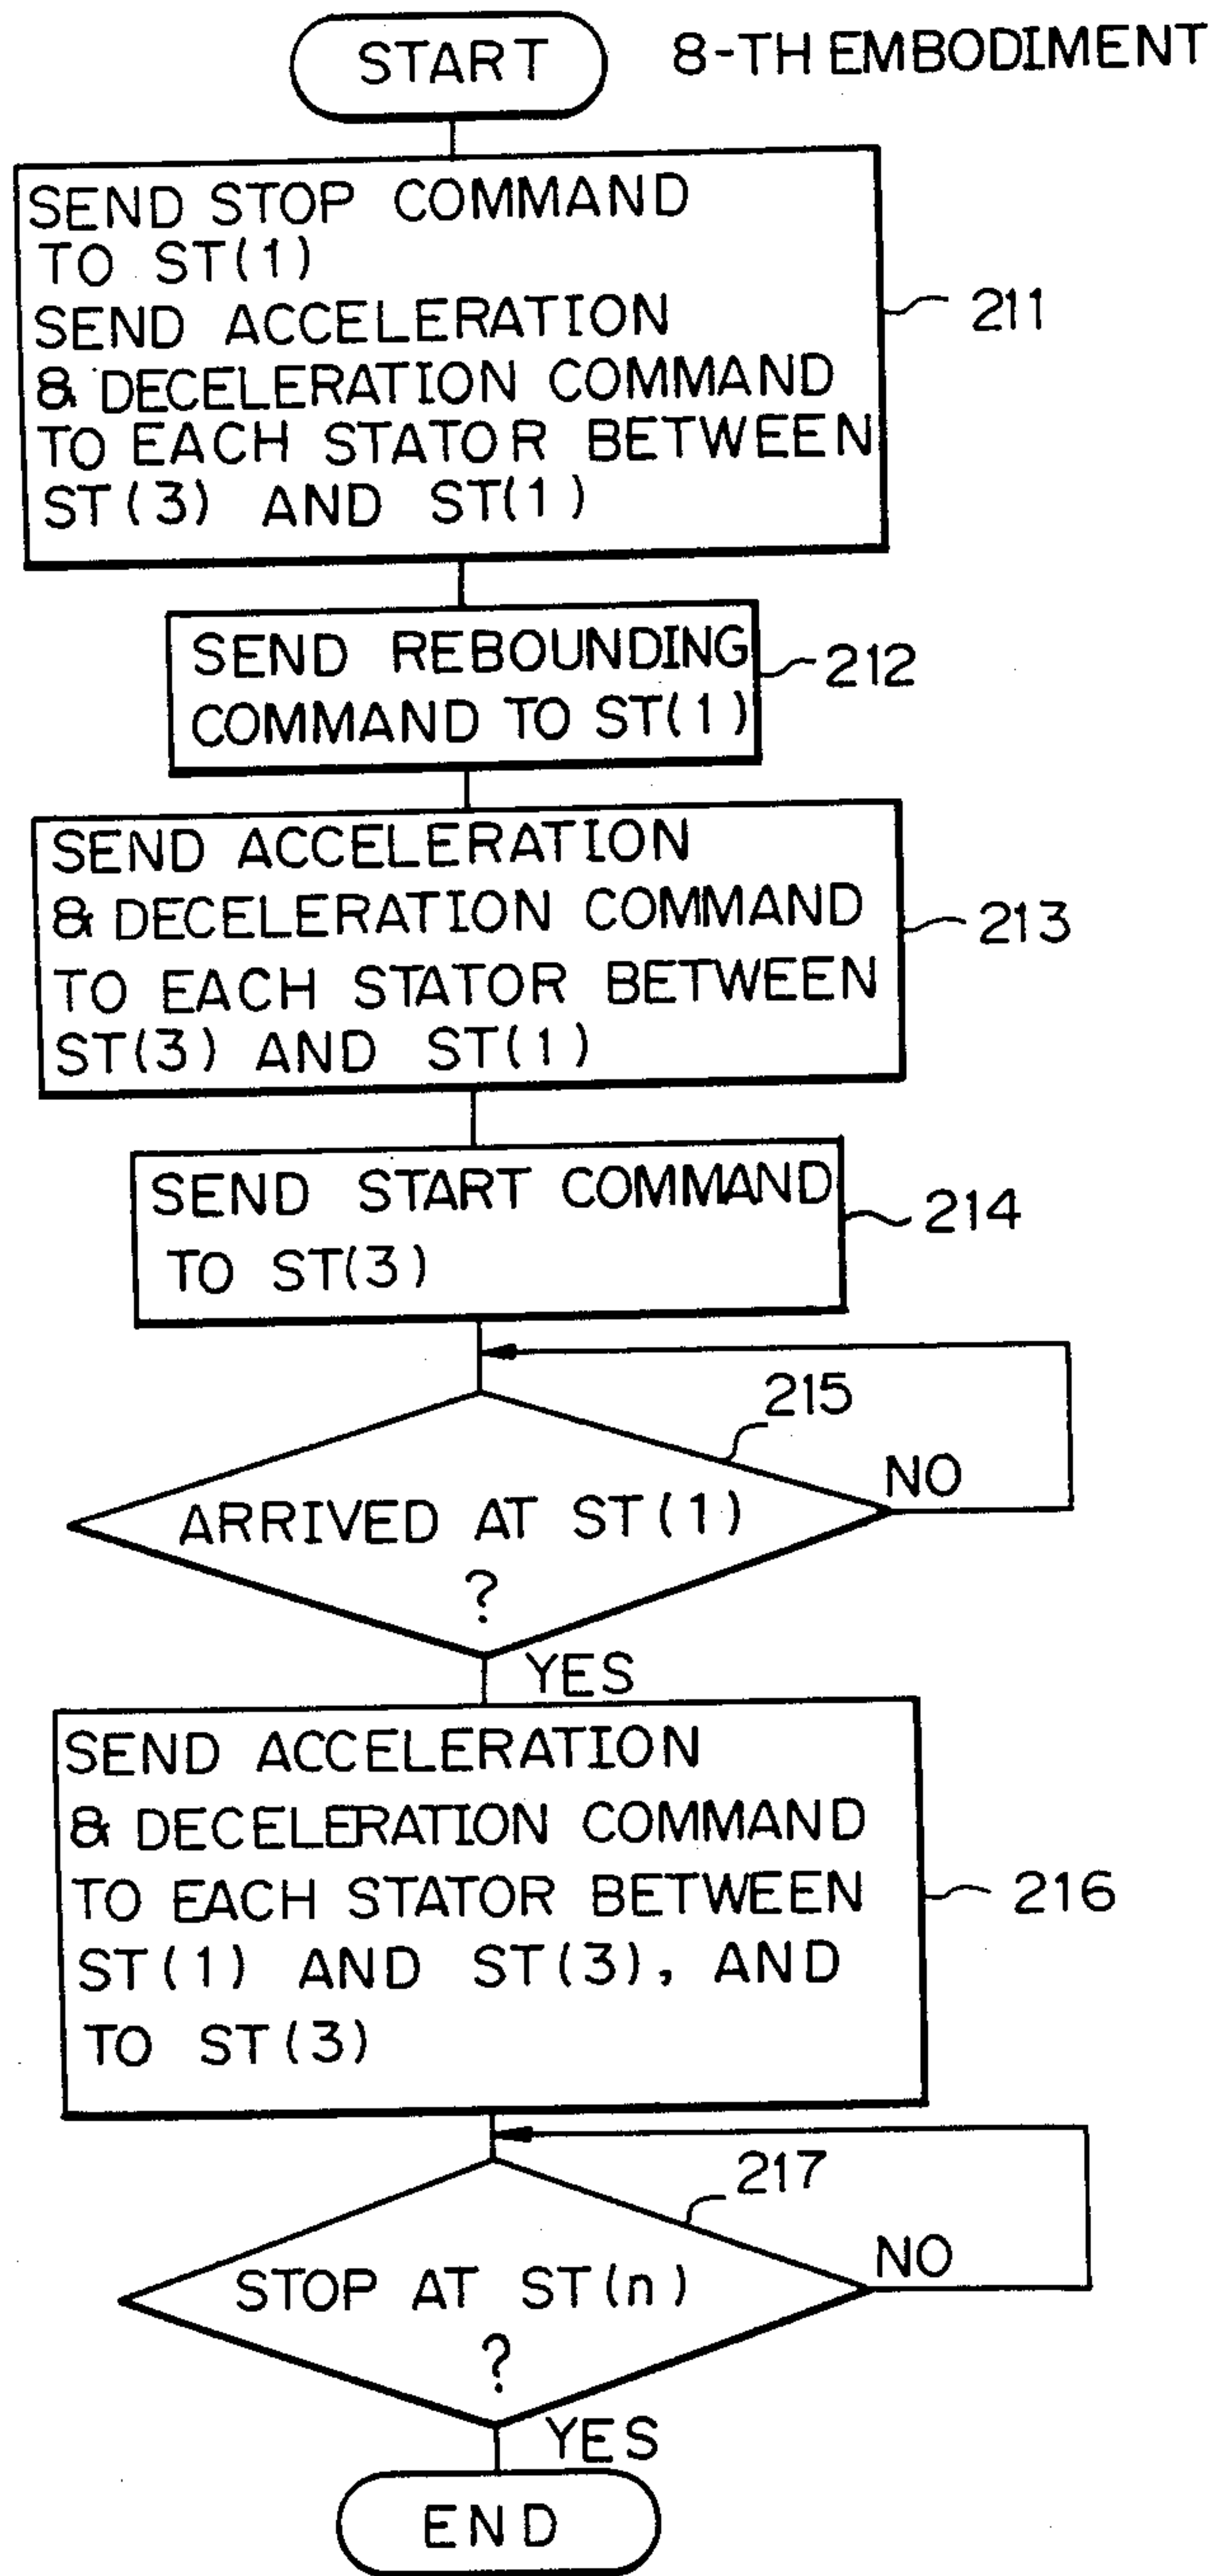 START
8-TH EMBODIMENT
SEND STOP COMMAND
TO ST(1)
SEND ACCELERATION
& DECELERATION COMMAND
TO EACH STATOR BETWEEN
ST(3) AND ST(1)
211
SEND REBOUNDING
COMMAND TO ST(1)
212
SEND ACCELERATION
& DECELERATION COMMAND
TO EACH STATOR BETWEEN
ST(3) AND ST(1)
213
SEND START COMMAND
TO ST(3)
214
215
NO
ARRIVED AT ST(1)
?
YES
SEND ACCELERATION
& DECELERATION COMMAND
TO EACH STATOR BETWEEN
ST(1) AND ST(3), AND
TO ST(3)
216
217
NO
STOP AT ST(n)
?
YES
END